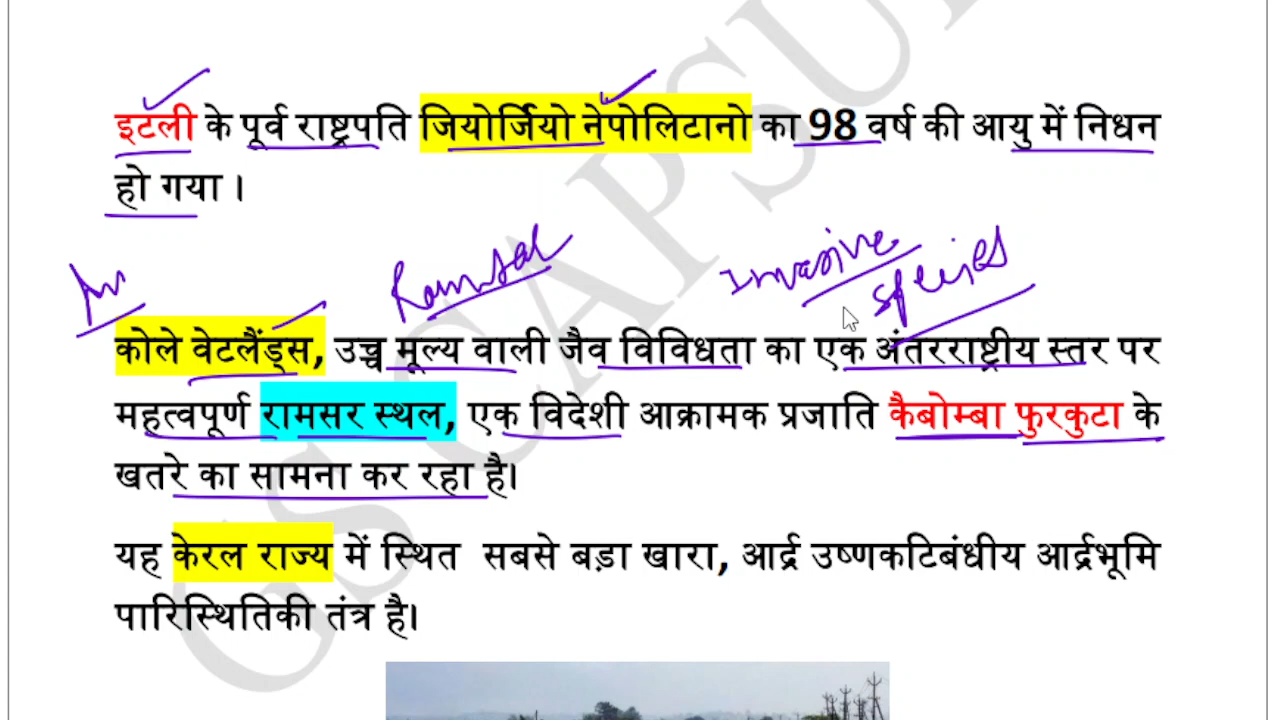 इटली के पूर्व राष्ट्रपति जियोर्जियो नेपोलिटानो का 98 वर्ष की आयु में निधन
हो गया ।
Ramsar
Invasive
species
कोले वेटलैंड्स, उच्च मूल्य वाली जैव विविधता का एक अंतरराष्ट्रीय स्तर पर
महत्वपूर्ण रामसर स्थल, एक विदेशी आक्रामक प्रजाति कैबोम्बा फुरकुटा के
खतरे का सामना कर रहा है।
यह केरल राज्य में स्थित सबसे बड़ा खारा, आर्द्र उष्णकटिबंधीय आर्द्रभूमि
पारिस्थितिकी तंत्र है।
GS CAPSU